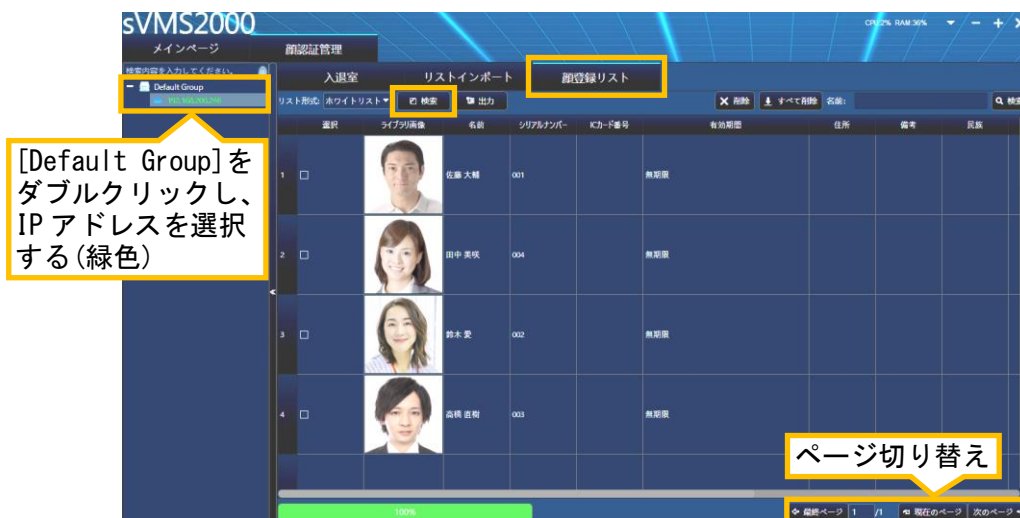 sVMS2000
CPU:2% RAM:36%
メインページ 顔認証管理
検索内容を入力してください。
Default Group
入退室 リストインポート 顔登録リスト
リスト形式: ホワイトリスト 検索 出力 削除 すべて削除 名前: 検索
選択 ライブラリ画像 名前 シリアルナンバー ICカード番号 有効期間 住所 備考 民族
[Default Group]を
ダブルクリックし、
IPアドレスを選択
する(緑色)
1 佐藤 大輔 001 無期限
2 田中 美咲 004 無期限
3 鈴木 愛 002 無期限
4 高橋 直樹 003 無期限
ページ切り替え
100%
最終ページ 1 /1 現在のページ 次のページ